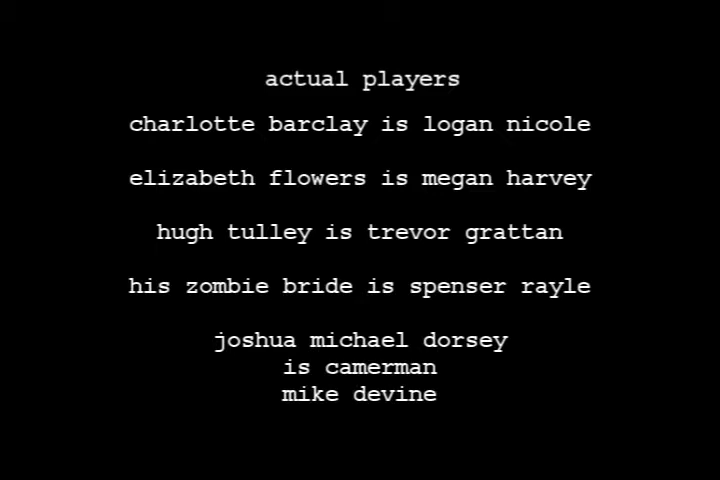 actual players
charlotte barclay is logan nicole
elizabeth flowers is megan harvey
hugh tulley is trevor grattan
his zombie bride is spenser rayle
joshua michael dorsey
is camerman
mike devine